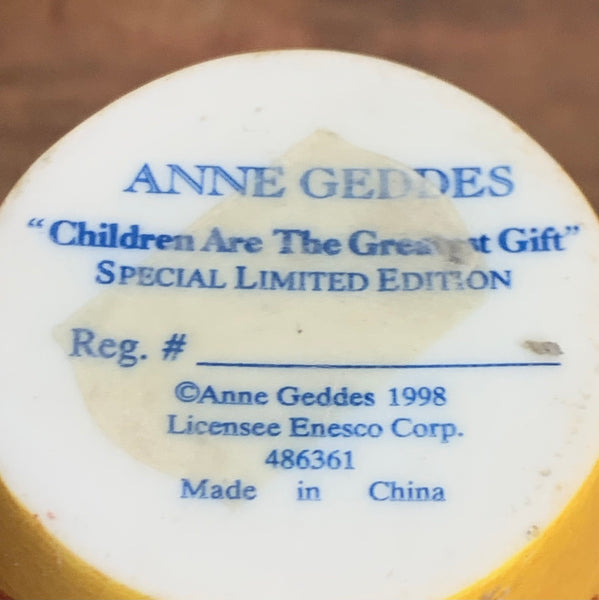 ANNE GEDDES
“Children Are The Greatest Gift”
SPECIAL LIMITED EDITION
Reg. #
©Anne Geddes 1998
Licensee Enesco Corp.
486361
Made in China